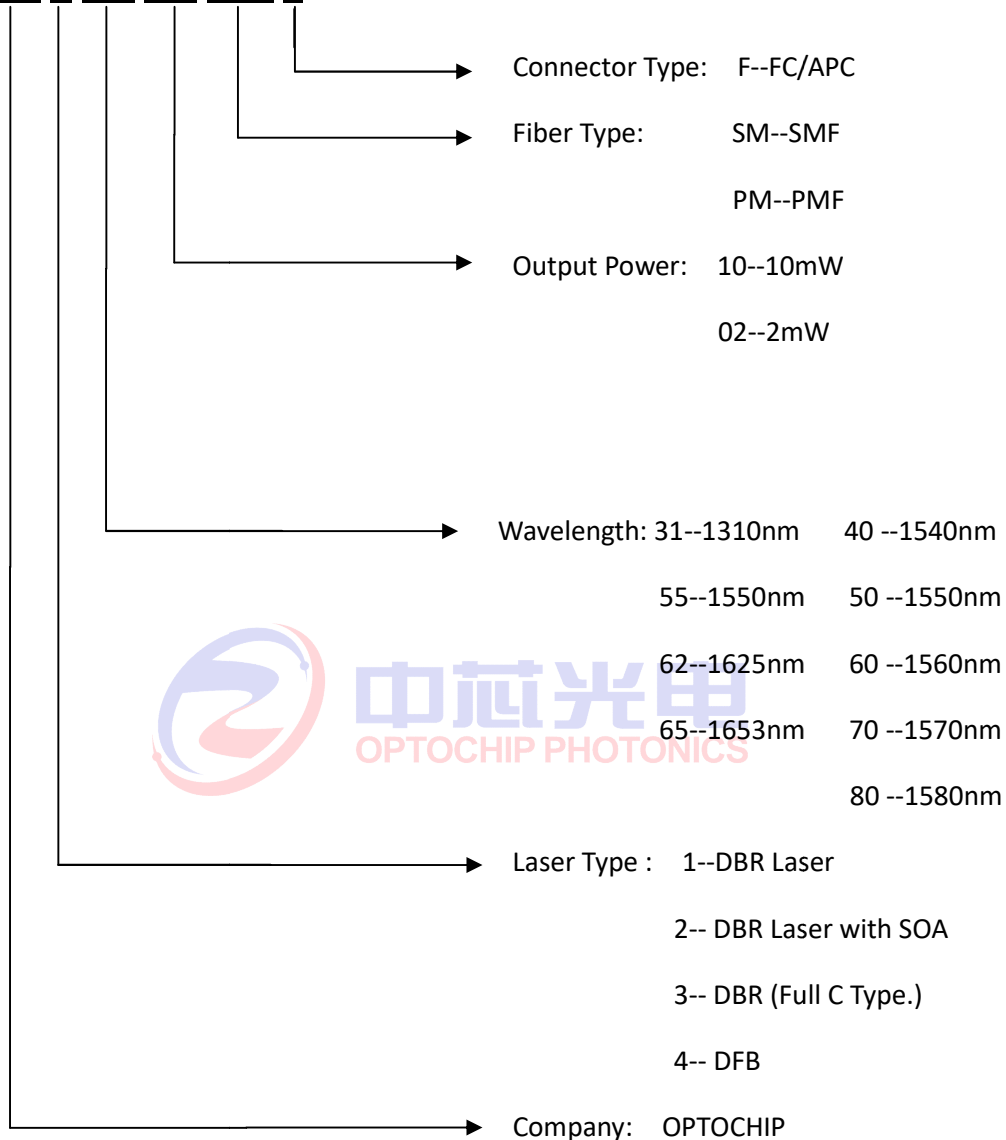 Connector Type: F--FC/APC
Fiber Type: SM--SMF
PM--PMF
Output Power: 10--10mW
02--2mW
Wavelength: 31--1310nm 40 --1540nm
55--1550nm 50 --1550nm
62--1625nm 60 --1560nm
中芯光电
65--1653nm 70 --1570nm
OPTOCHIP PHOTONICS
80 --1580nm
Laser Type : 1--DBR Laser
2-- DBR Laser with SOA
3-- DBR (Full C Type.)
4-- DFB
Company: OPTOCHIP